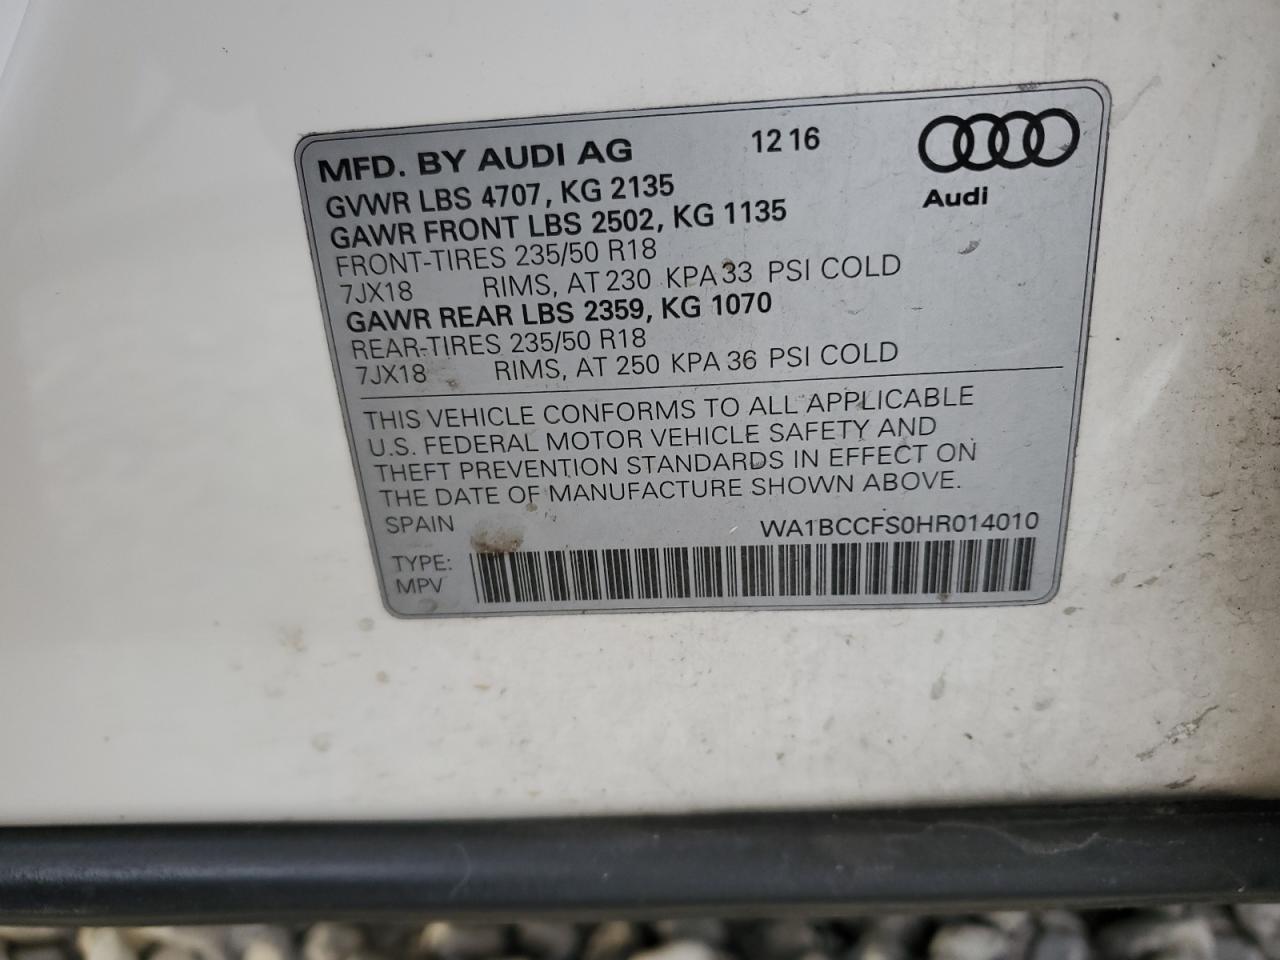 MFD. BY AUDI AG 12 16
Audi
GVWR LBS 4707, KG 2135
GAWR FRONT LBS 2502, KG 1135
FRONT-TIRES 235/50 R18
7JX18 RIMS, AT 230 KPA 33 PSI COLD
GAWR REAR LBS 2359, KG 1070
REAR-TIRES 235/50 R18
7JX18 RIMS, AT 250 KPA 36 PSI COLD
THIS VEHICLE CONFORMS TO ALL APPLICABLE
U.S. FEDERAL MOTOR VEHICLE SAFETY AND
THEFT PREVENTION STANDARDS IN EFFECT ON
THE DATE OF MANUFACTURE SHOWN ABOVE.
SPAIN WA1BCCFS0HR014010
TYPE:
MPV